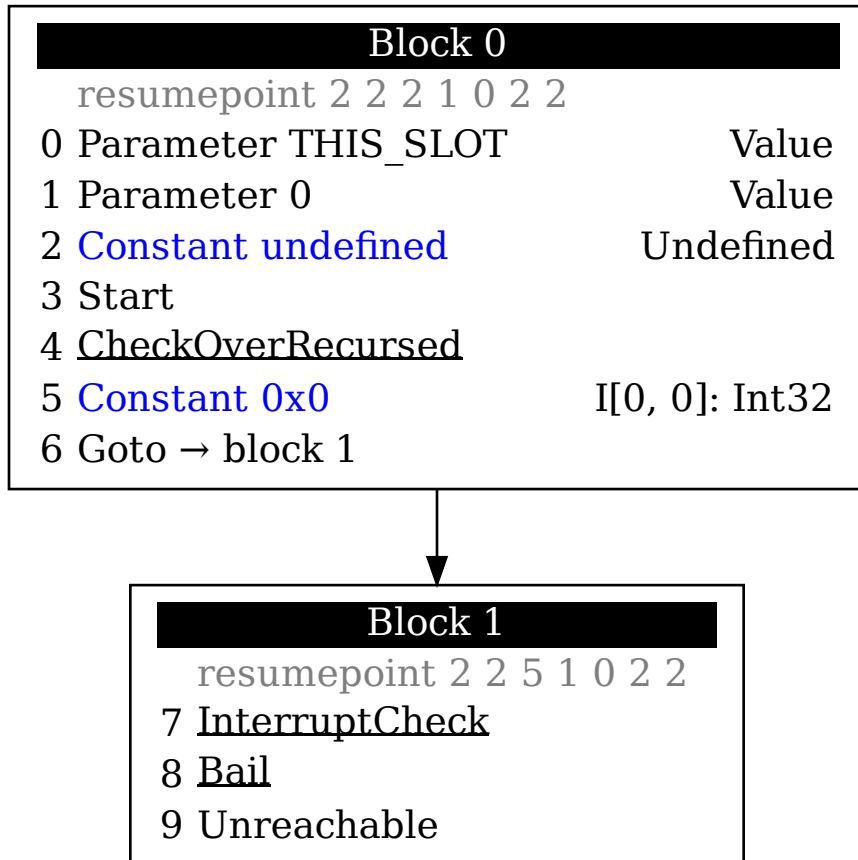 Block 0
resumepoint 2 2 2 1 0 2 2
0 Parameter THIS_SLOT Value
1 Parameter 0 Value
2 Constant undefined Undefined
3 Start
4 CheckOverRecursed
5 Constant 0x0 I[0, 0]: Int32
6 Goto → block 1
Block 1
resumepoint 2 2 5 1 0 2 2
7 InterruptCheck
8 Bail
9 Unreachable